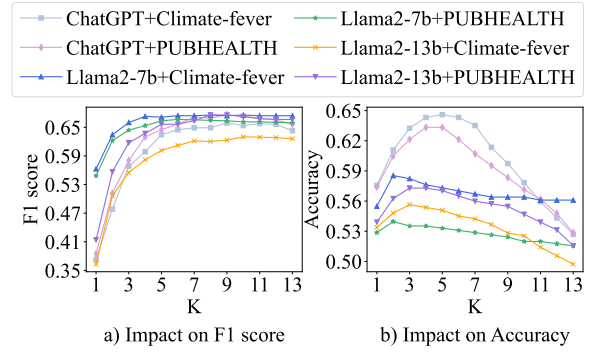 ChatGPT+Climate-fever
ChatGPT+PUBHEALTH
Llama2-7b+Climate-fever
Llama2-7b+PUBHEALTH
Llama2-13b+Climate-fever
Llama2-13b+PUBHEALTH
F1 score
0.65
0.59
0.53
0.47
0.41
0.35
1 3 5 7 9 11 13
K
a) Impact on F1 score
Accuracy
0.65
0.62
0.59
0.56
0.53
0.50
1 3 5 7 9 11 13
K
b) Impact on Accuracy